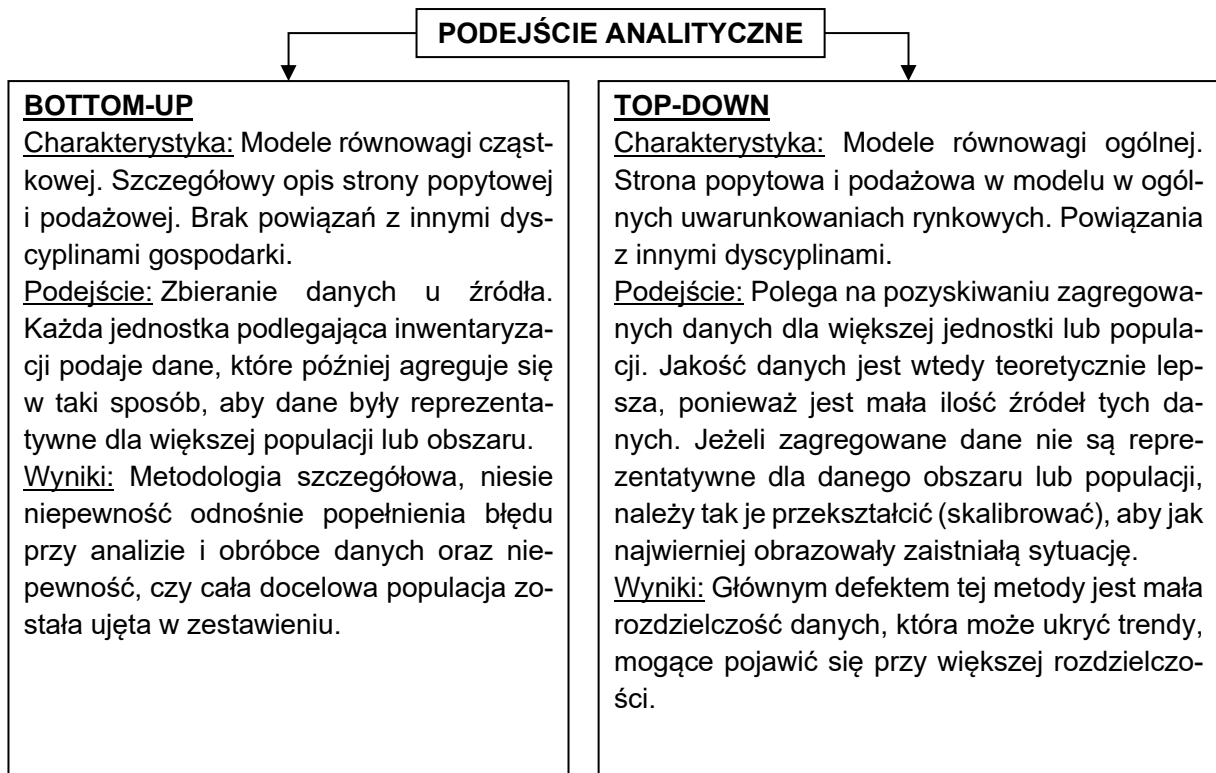 PODEJŚCIE ANALITYCZNE
BOTTOM-UP
Charakterystyka: Modele równowagi cząst-
kowej. Szczegółowy opis strony popytowej
i podażowej. Brak powiązań z innymi dys-
cyplinami gospodarki.
Podejście: Zbieranie danych u źródła.
Każda jednostka podlegająca inwentaryza-
cji podaje dane, które później agreguje się
w taki sposób, aby dane były reprezenta-
tywne dla większej populacji lub obszaru.
Wyniki: Metodologia szczegółowa, niesie
niepewność odnośnie popełnienia błędu
przy analizie i obróbce danych oraz nie-
pewność, czy cała docelowa populacja zo-
stała ujęta w zestawieniu.
TOP-DOWN
Charakterystyka: Modele równowagi ogólnej.
Strona popytowa i podażowa w modelu w ogól-
nych uwarunkowaniach rynkowych. Powiązania
z innymi dyscyplinami.
Podejście: Polega na pozyskiwaniu zagregowa-
nych danych dla większej jednostki lub popula-
cji. Jakość danych jest wtedy teoretycznie lep-
sza, ponieważ jest mała ilość źródeł tych da-
nych. Jeżeli zagregowane dane nie są repre-
zentatywne dla danego obszaru lub populacji,
należy tak je przekształcić (skalibrować), aby jak
najwierniej obrazowały zaistniałą sytuację.
Wyniki: Głównym defektem tej metody jest mała
rozdzielczość danych, która może ukryć trendy,
mogące pojawić się przy większej rozdzielczo-
ści.